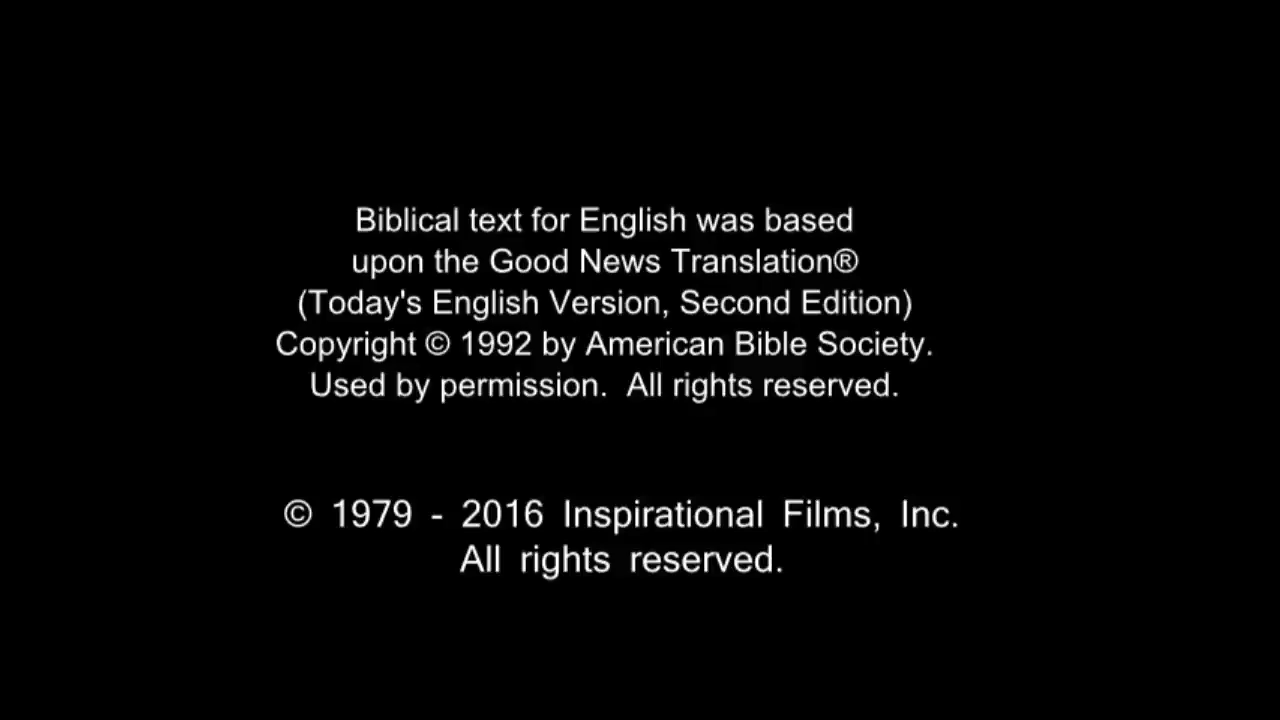 Biblical text for English was based
upon the Good News Translation®
(Today's English Version, Second Edition)
Copyright © 1992 by American Bible Society.
Used by permission.  All rights reserved.
© 1979 - 2016 Inspirational Films, Inc.
All rights reserved.